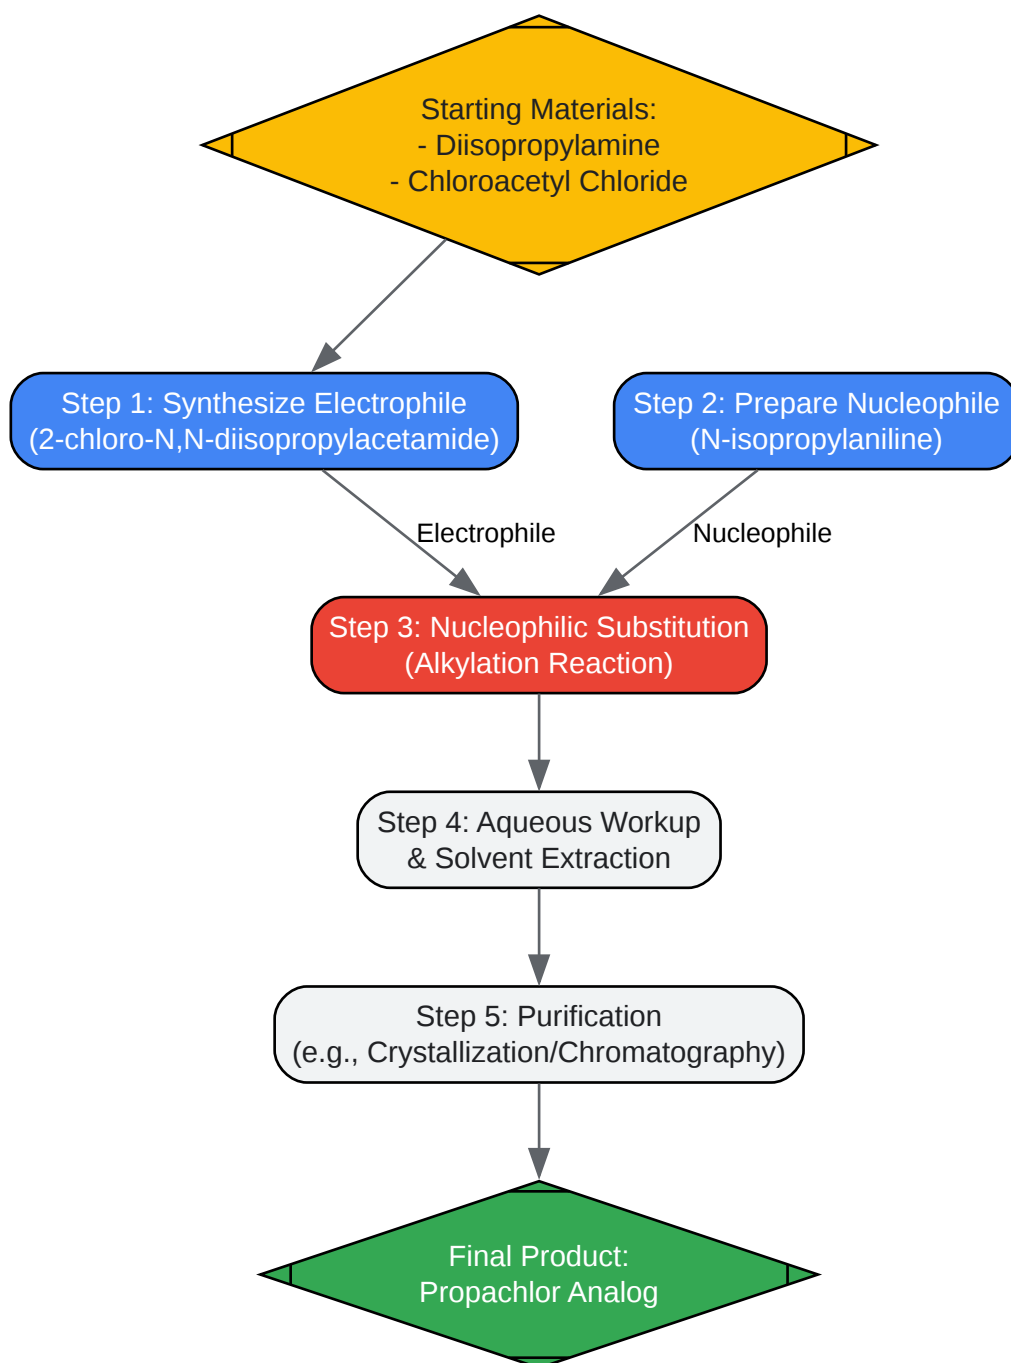 Starting Materials:
- Diisopropylamine
- Chloroacetyl Chloride
Step 1: Synthesize Electrophile
(2-chloro-N,N-diisopropylacetamide)
Step 2: Prepare Nucleophile
(N-isopropylaniline)
Electrophile
Nucleophile
Step 3: Nucleophilic Substitution
(Alkylation Reaction)
Step 4: Aqueous Workup
& Solvent Extraction
Step 5: Purification
(e.g., Crystallization/Chromatography)
Final Product:
Propachlor Analog